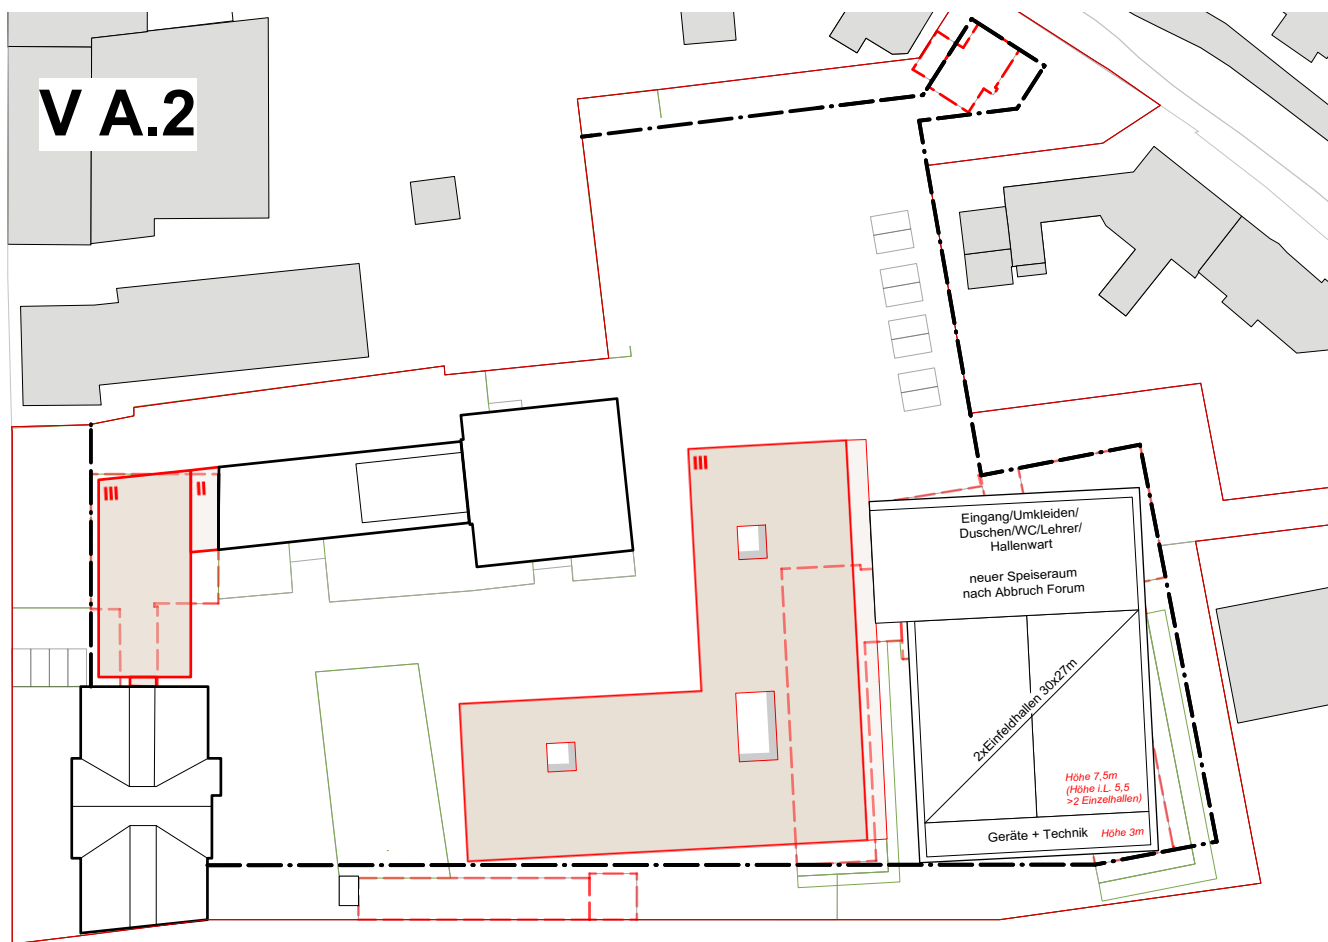 V A.2
III
II
III
Eingang/Umkleiden/
Duschen/WC/Lehrer/
Hallenwart
neuer Speiseraum
nach Abbruch Forum
2xEinfeldhallen 30x27m
Höhe 7,5m
(Höhe i.L. 5,5
>2 Einzelhallen)
Geräte + Technik
Höhe 3m